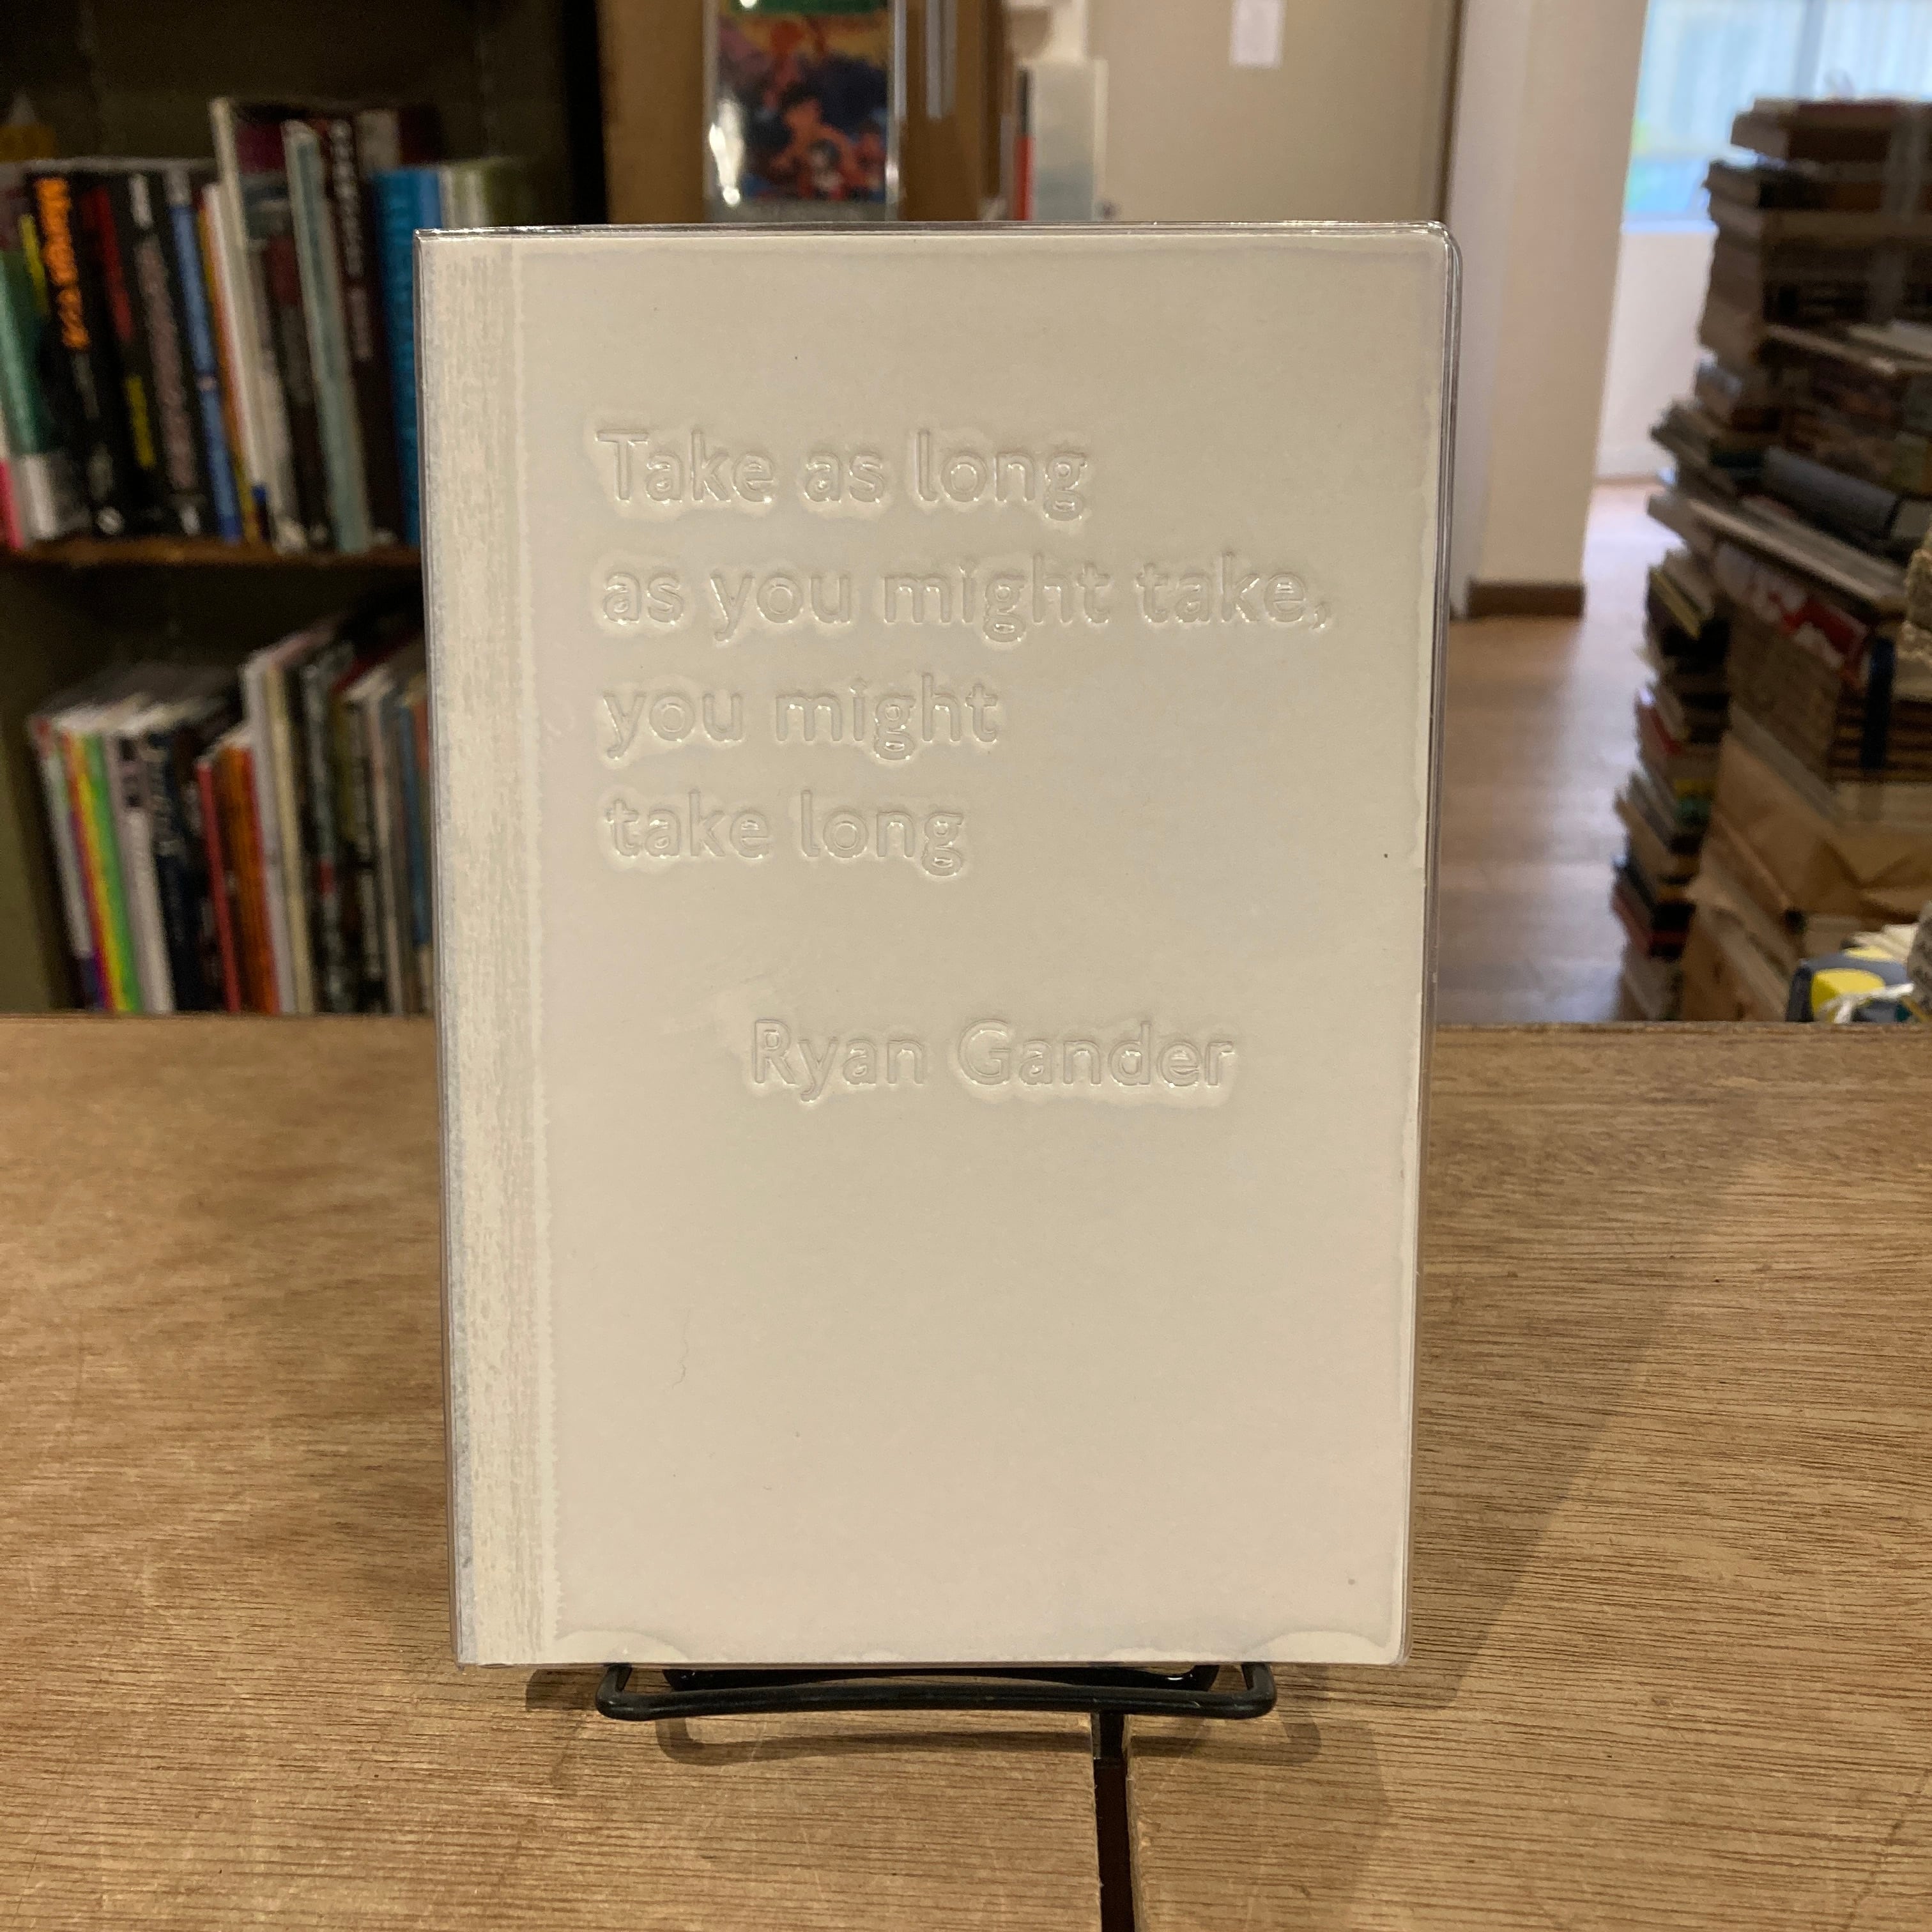 Take as long
as you might take,
you might
take long
Ryan Gander